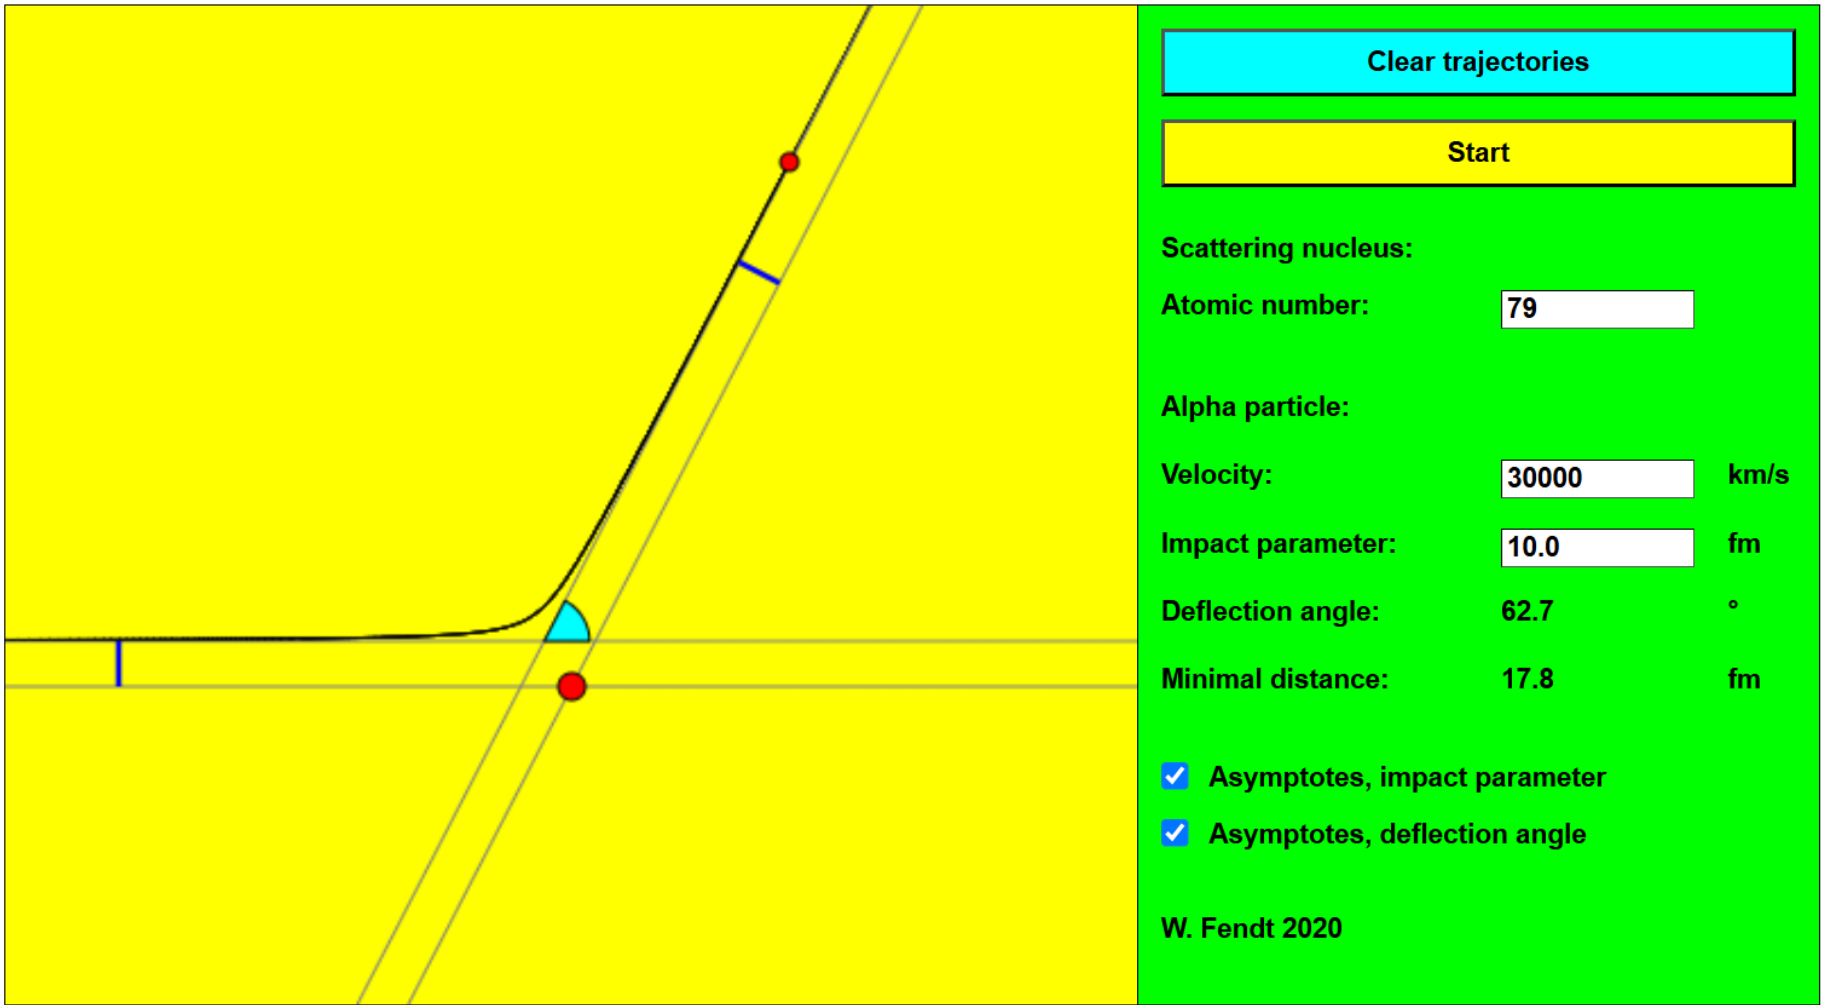 Clear trajectories
Start
Scattering nucleus:
Atomic number: 79
Alpha particle:
Velocity: 30000 km/s
Impact parameter: 10.0 fm
Deflection angle: 62.7 °
Minimal distance: 17.8 fm
Asymptotes, impact parameter
Asymptotes, deflection angle
W. Fendt 2020